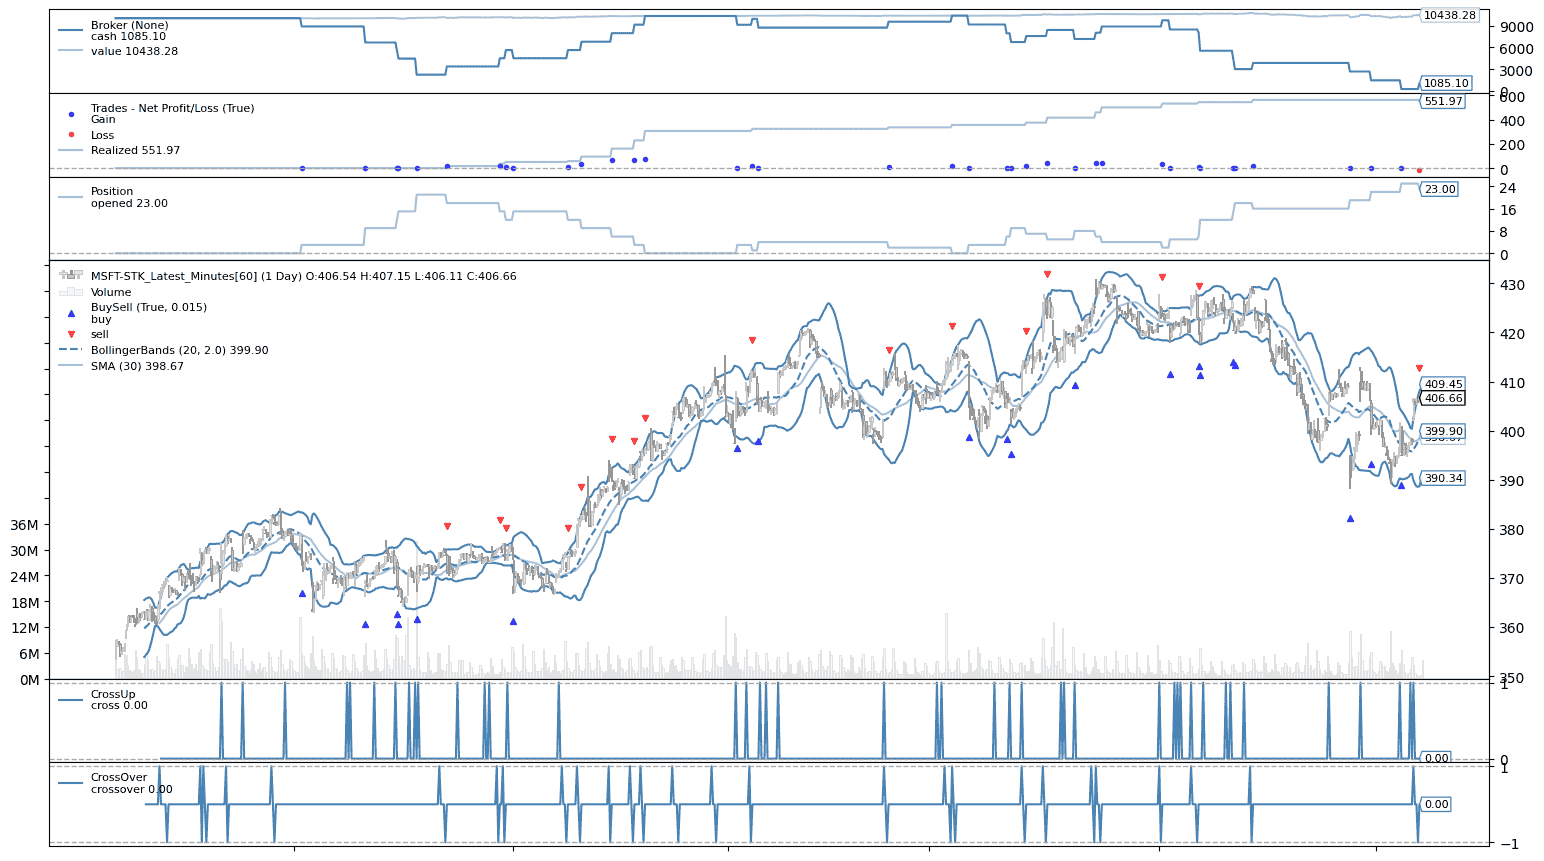 Broker (None)
cash 1085.10
value 10438.28
10438.28
9000
6000
3000
1085.10
0
Trades - Net Profit/Loss (True)
Gain
Loss
Realized 551.97
600
551.97
400
200
0
Position
opened 23.00
24
23.00
16
8
0
MSFT-STK_Latest_Minutes[60] (1 Day) O:406.54 H:407.15 L:406.11 C:406.66
Volume
BuySell (True, 0.015)
buy
sell
BollingerBands (20, 2.0) 399.90
SMA (30) 398.67
430
420
410
409.45
406.66
400
399.90
390
390.34
380
370
360
350
36M
30M
24M
18M
12M
6M
0M
CrossUp
cross 0.00
1
0
0.00
CrossOver
crossover 0.00
1
0.00
−1